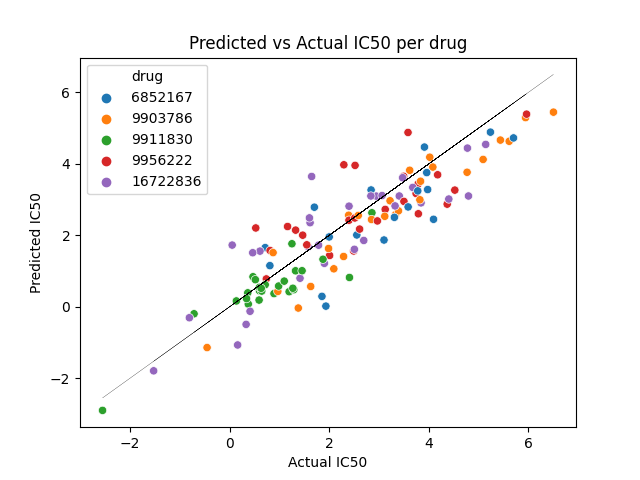 Predicted vs Actual IC50 per drug
drug
6852167
9903786
9911830
9956222
16722836
6
4
2
0
−2
Predicted IC50
−2 0 2 4 6
Actual IC50